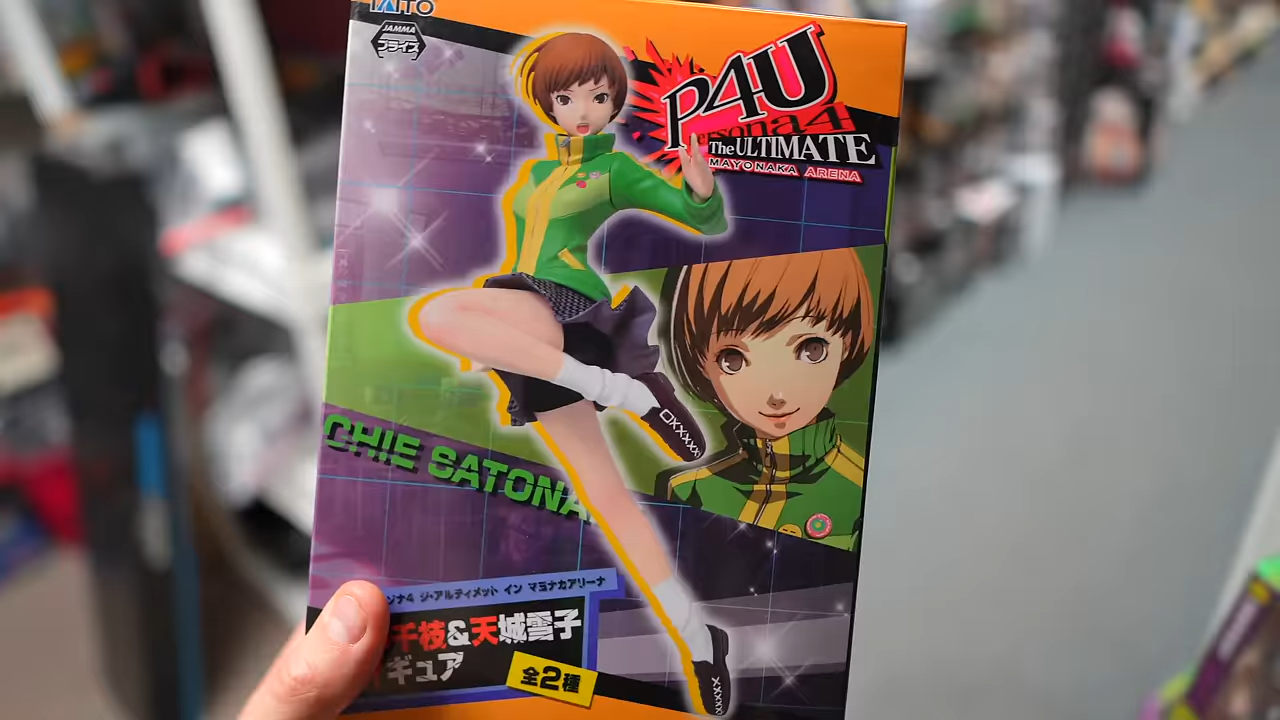 TAITO
JAMMA
プライズ
P4U
persona4
The ULTIMATE
MAYONAKA ARENA
CHIE SATONA
ソナ4 ジ・アルティメット イン マヨナカアリーナ
千枝&天城雪子
ギュア
全2種